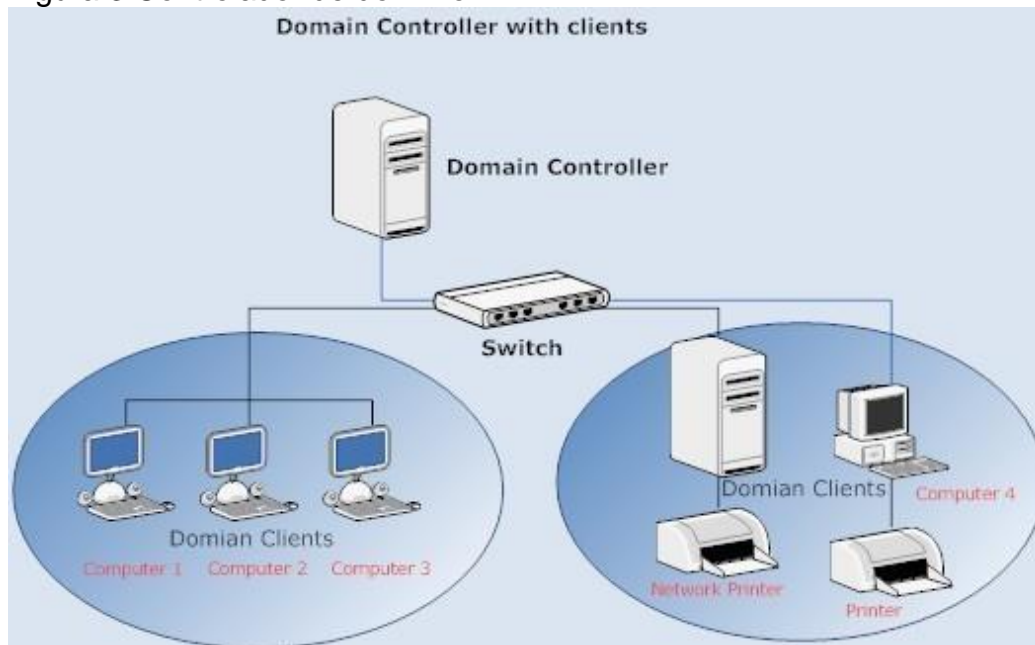 Domain Controller with clients
Domain Controller
Switch
Domian Clients
Computer 1 Computer 2 Computer 3
Domian Clients
Computer 4
Network Printer
Printer